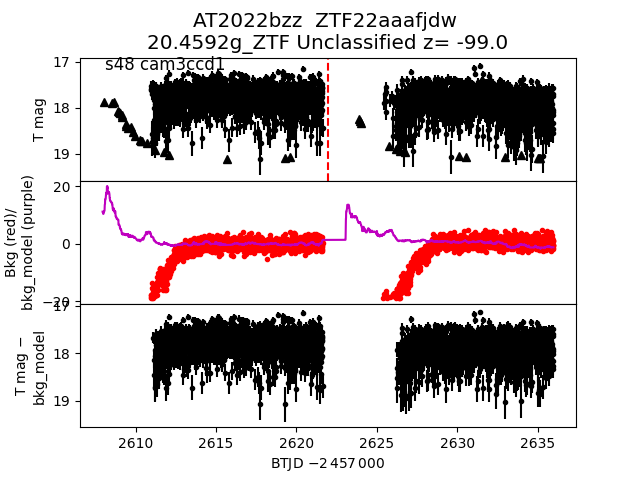 AT2022bzz  ZTF22aaafjdw
20.4592g_ZTF Unclassified z= -99.0
s48 cam3ccd1
17
18
19
T mag
20
0
−20
Bkg (red)/
bkg_model (purple)
17
18
19
T mag −
bkg_model
2610
2615
2620
2625
2630
2635
BTJD −2 457 000